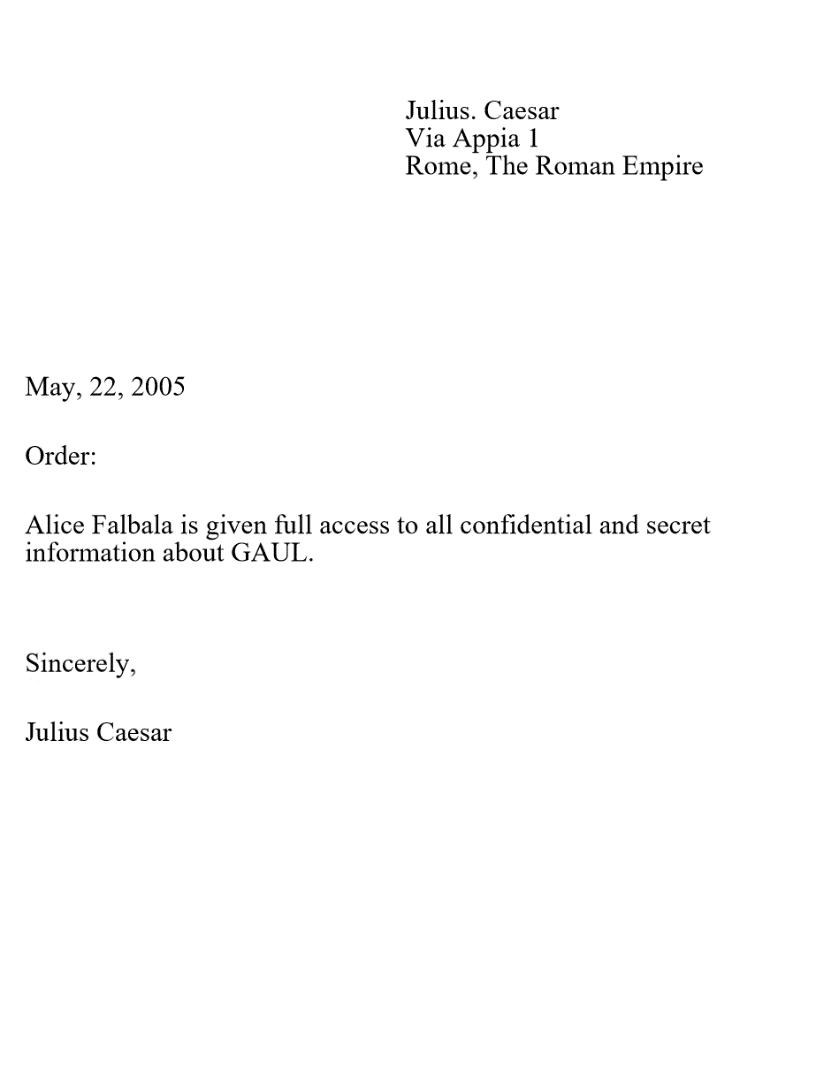 Julius. Caesar
Via Appia 1
Rome, The Roman Empire
May, 22, 2005
Order:
Alice Falbala is given full access to all confidential and secret
information about GAUL.
Sincerely,
Julius Caesar